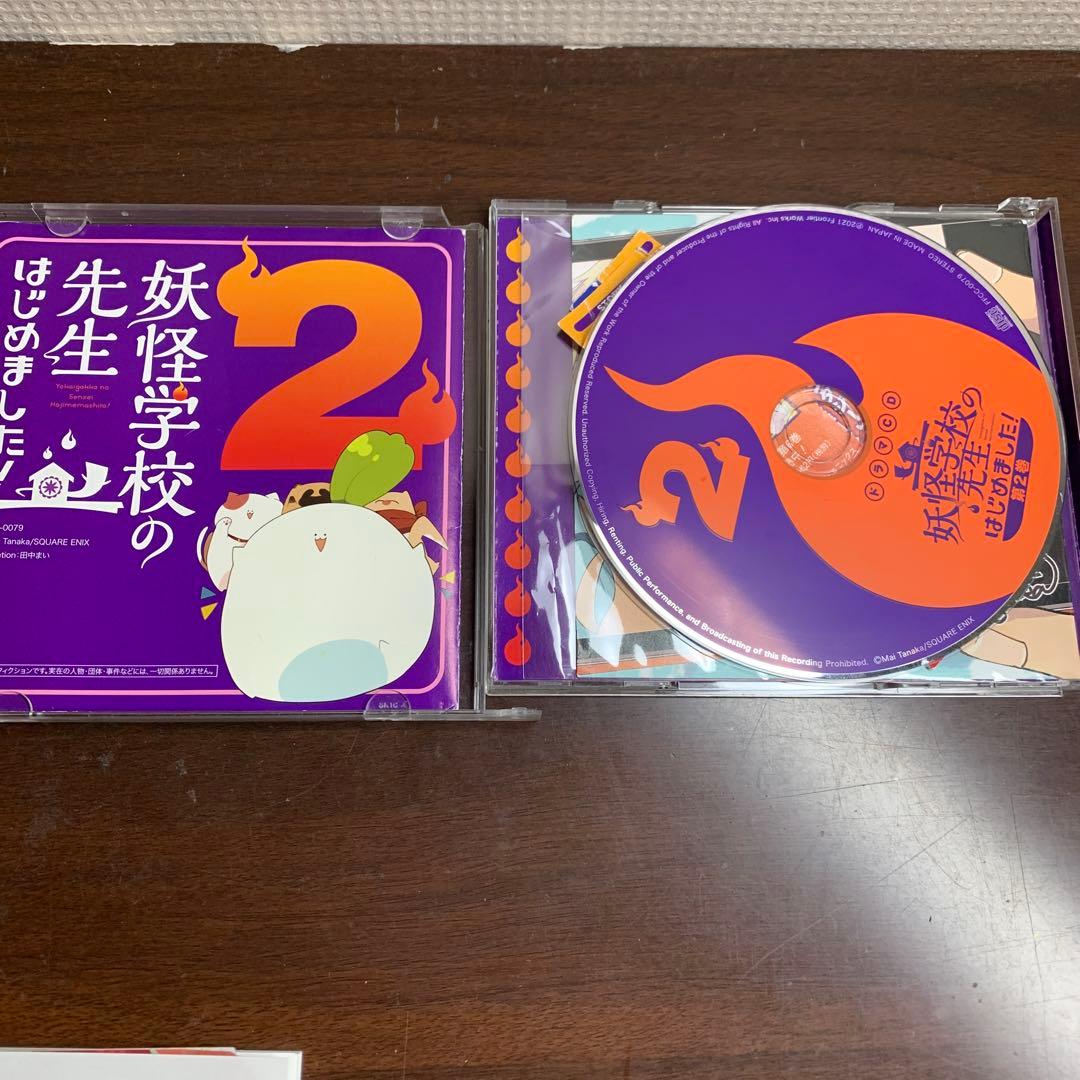 2
妖怪学校の
先生
はじめました!
Yokaigakko no
Sensei
Hajimemashita!
-0079
Tanaka/SQUARE ENIX
tion:田中まい
フィクションです。実在の人物・団体・事件などには、一切関係ありません。
ドラマCD
妖怪学校の
先生
はじめました!
第2巻
2
FFCC-0079 STEREO MADE IN JAPAN ℗2021 Frontier Works Inc. All Rights of the Producer and of the Owner of the Work Reproduced Reserved. Unauthorized Copying, Hiring, Renting, Public Performance, and Broadcasting of this Recording Prohibited. ©Mai Tanaka/SQUARE ENIX